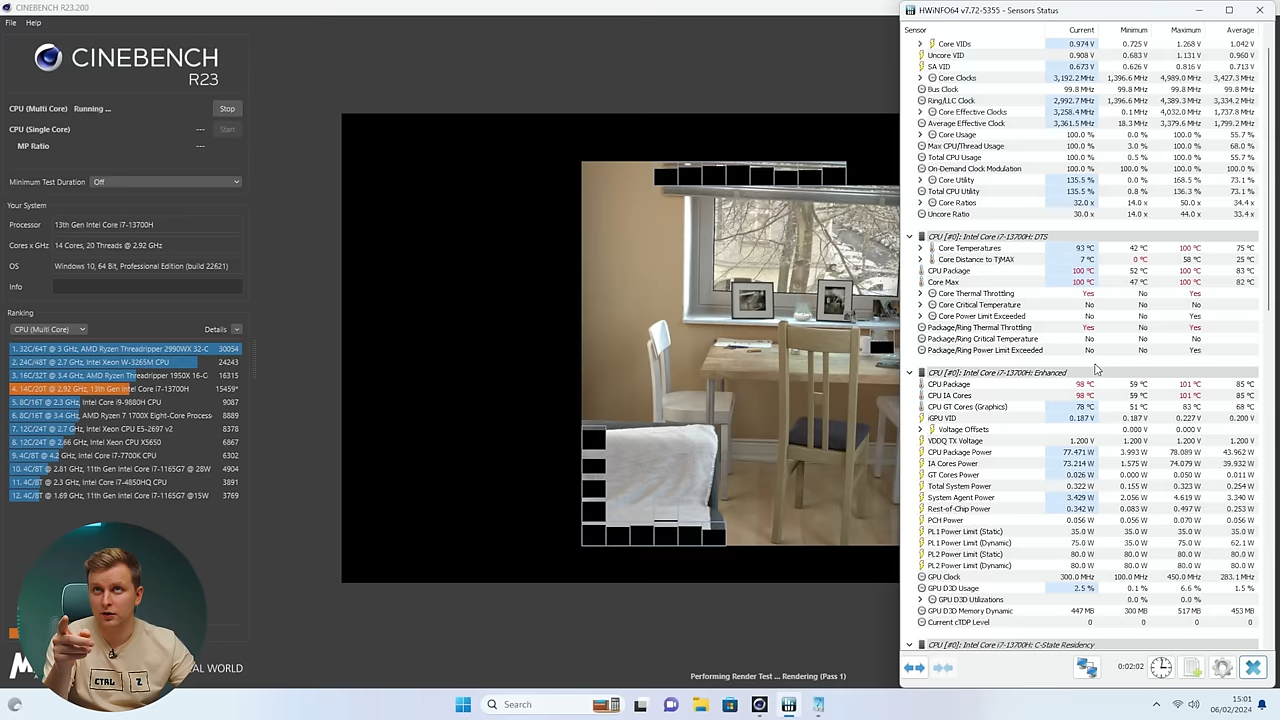 CINEBENCH R23.200
File Help
CINEBENCH
R23
CPU (Multi Core) Running ... Stop
CPU (Single Core) --- Start
MP Ratio ---
Minimum Test Duration Off
Your System
Processor 13th Gen Intel Core i7-13700H
Cores x GHz 14 Cores, 20 Threads @ 2.92 GHz
OS Windows 10, 64 Bit, Professional Edition (build 22621)
Info
Ranking
CPU (Multi Core) Details
1. 32C/64T @ 3 GHz, AMD Ryzen Threadripper 2990WX 32-C 30054
2. 24C/48T @ 2.7 GHz, Intel Xeon W-3265M CPU 24243
3. 16C/32T @ 3.4 GHz, AMD Ryzen Threadripper 1950X 16-C 16315
4. 14C/20T @ 2.92 GHz, 13th Gen Intel Core i7-13700H 15459*
5. 8C/16T @ 2.3 GHz, Intel Core i9-9880H CPU 9087
6. 8C/16T @ 3.4 GHz, AMD Ryzen 7 1700X Eight-Core Process 8889
7. 12C/24T @ 2.7 GHz, Intel Xeon CPU E5-2697 v2 8378
8. 12C/24T @ 2.66 GHz, Intel Xeon CPU X5650 6867
9. 4C/8T @ 4.2 GHz, Intel Core i7-7700K CPU 6302
10. 4C/8T @ 2.81 GHz, 11th Gen Intel Core i7-1165G7 @ 28W 4904
11. 4C/8T @ 2.3 GHz, Intel Core i7-4850HQ CPU 3891
12. 4C/8T @ 1.69 GHz, 11th Gen Intel Core i7-1165G7 @15W 3769
CTRL Z
AL WORLD
Performing Render Test ... Rendering (Pass 1)
HWiNFO64 v7.72-5355 - Sensors Status
Sensor Current Minimum Maximum Average
Core VIDs 0.974 V 0.725 V 1.268 V 1.042 V
Uncore VID 0.908 V 0.683 V 1.131 V 0.960 V
SA VID 0.673 V 0.626 V 0.816 V 0.713 V
Core Clocks 3,192.2 MHz 1,396.6 MHz 4,989.0 MHz 3,427.3 MHz
Bus Clock 99.8 MHz 99.8 MHz 99.8 MHz 99.8 MHz
Ring/LLC Clock 2,992.7 MHz 1,396.6 MHz 4,389.3 MHz 3,334.2 MHz
Core Effective Clocks 3,258.4 MHz 0.1 MHz 4,032.0 MHz 1,737.8 MHz
Average Effective Clock 3,361.5 MHz 18.3 MHz 3,379.6 MHz 1,799.2 MHz
Core Usage 100.0 % 0.0 % 100.0 % 55.7 %
Max CPU/Thread Usage 100.0 % 3.0 % 100.0 % 68.0 %
Total CPU Usage 100.0 % 0.5 % 100.0 % 55.7 %
On-Demand Clock Modulation 100.0 % 100.0 % 100.0 % 100.0 %
Core Utility 135.5 % 0.0 % 168.5 % 73.1 %
Total CPU Utility 135.5 % 0.8 % 136.3 % 73.1 %
Core Ratios 32.0 x 14.0 x 50.0 x 34.4 x
Uncore Ratio 30.0 x 14.0 x 44.0 x 33.4 x
CPU [#0]: Intel Core i7-13700H: DTS
Core Temperatures 93 °C 42 °C 100 °C 75 °C
Core Distance to TjMAX 7 °C 0 °C 58 °C 25 °C
CPU Package 100 °C 52 °C 100 °C 83 °C
Core Max 100 °C 47 °C 100 °C 82 °C
Core Thermal Throttling Yes No Yes
Core Critical Temperature No No No
Core Power Limit Exceeded No No Yes
Package/Ring Thermal Throttling Yes No Yes
Package/Ring Critical Temperature No No No
Package/Ring Power Limit Exceeded No No Yes
CPU [#0]: Intel Core i7-13700H: Enhanced
CPU Package 98 °C 59 °C 101 °C 85 °C
CPU IA Cores 98 °C 59 °C 101 °C 85 °C
CPU GT Cores (Graphics) 78 °C 51 °C 83 °C 68 °C
iGPU VID 0.187 V 0.187 V 0.227 V 0.200 V
Voltage Offsets 0.000 V 0.000 V
VDDQ TX Voltage 1.200 V 1.200 V 1.200 V 1.200 V
CPU Package Power 77.471 W 3.993 W 78.089 W 43.962 W
IA Cores Power 73.214 W 1.575 W 74.079 W 39.932 W
GT Cores Power 0.026 W 0.000 W 0.050 W 0.011 W
Total System Power 0.322 W 0.155 W 0.323 W 0.254 W
System Agent Power 3.429 W 2.056 W 4.619 W 3.340 W
Rest-of-Chip Power 0.342 W 0.083 W 0.497 W 0.253 W
PCH Power 0.056 W 0.056 W 0.070 W 0.056 W
PL1 Power Limit (Static) 35.0 W 35.0 W 35.0 W 35.0 W
PL1 Power Limit (Dynamic) 75.0 W 35.0 W 75.0 W 62.1 W
PL2 Power Limit (Static) 80.0 W 80.0 W 80.0 W 80.0 W
PL2 Power Limit (Dynamic) 80.0 W 80.0 W 80.0 W 80.0 W
GPU Clock 300.0 MHz 100.0 MHz 450.0 MHz 283.1 MHz
GPU D3D Usage 2.5 % 0.1 % 6.6 % 1.5 %
GPU D3D Utilizations 0.0 % 0.0 %
GPU D3D Memory Dynamic 447 MB 300 MB 517 MB 453 MB
Current cTDP Level 0 0 0 0
CPU [#0]: Intel Core i7-13700H: C-State Residency
0:02:02
Search
15:01
06/02/2024